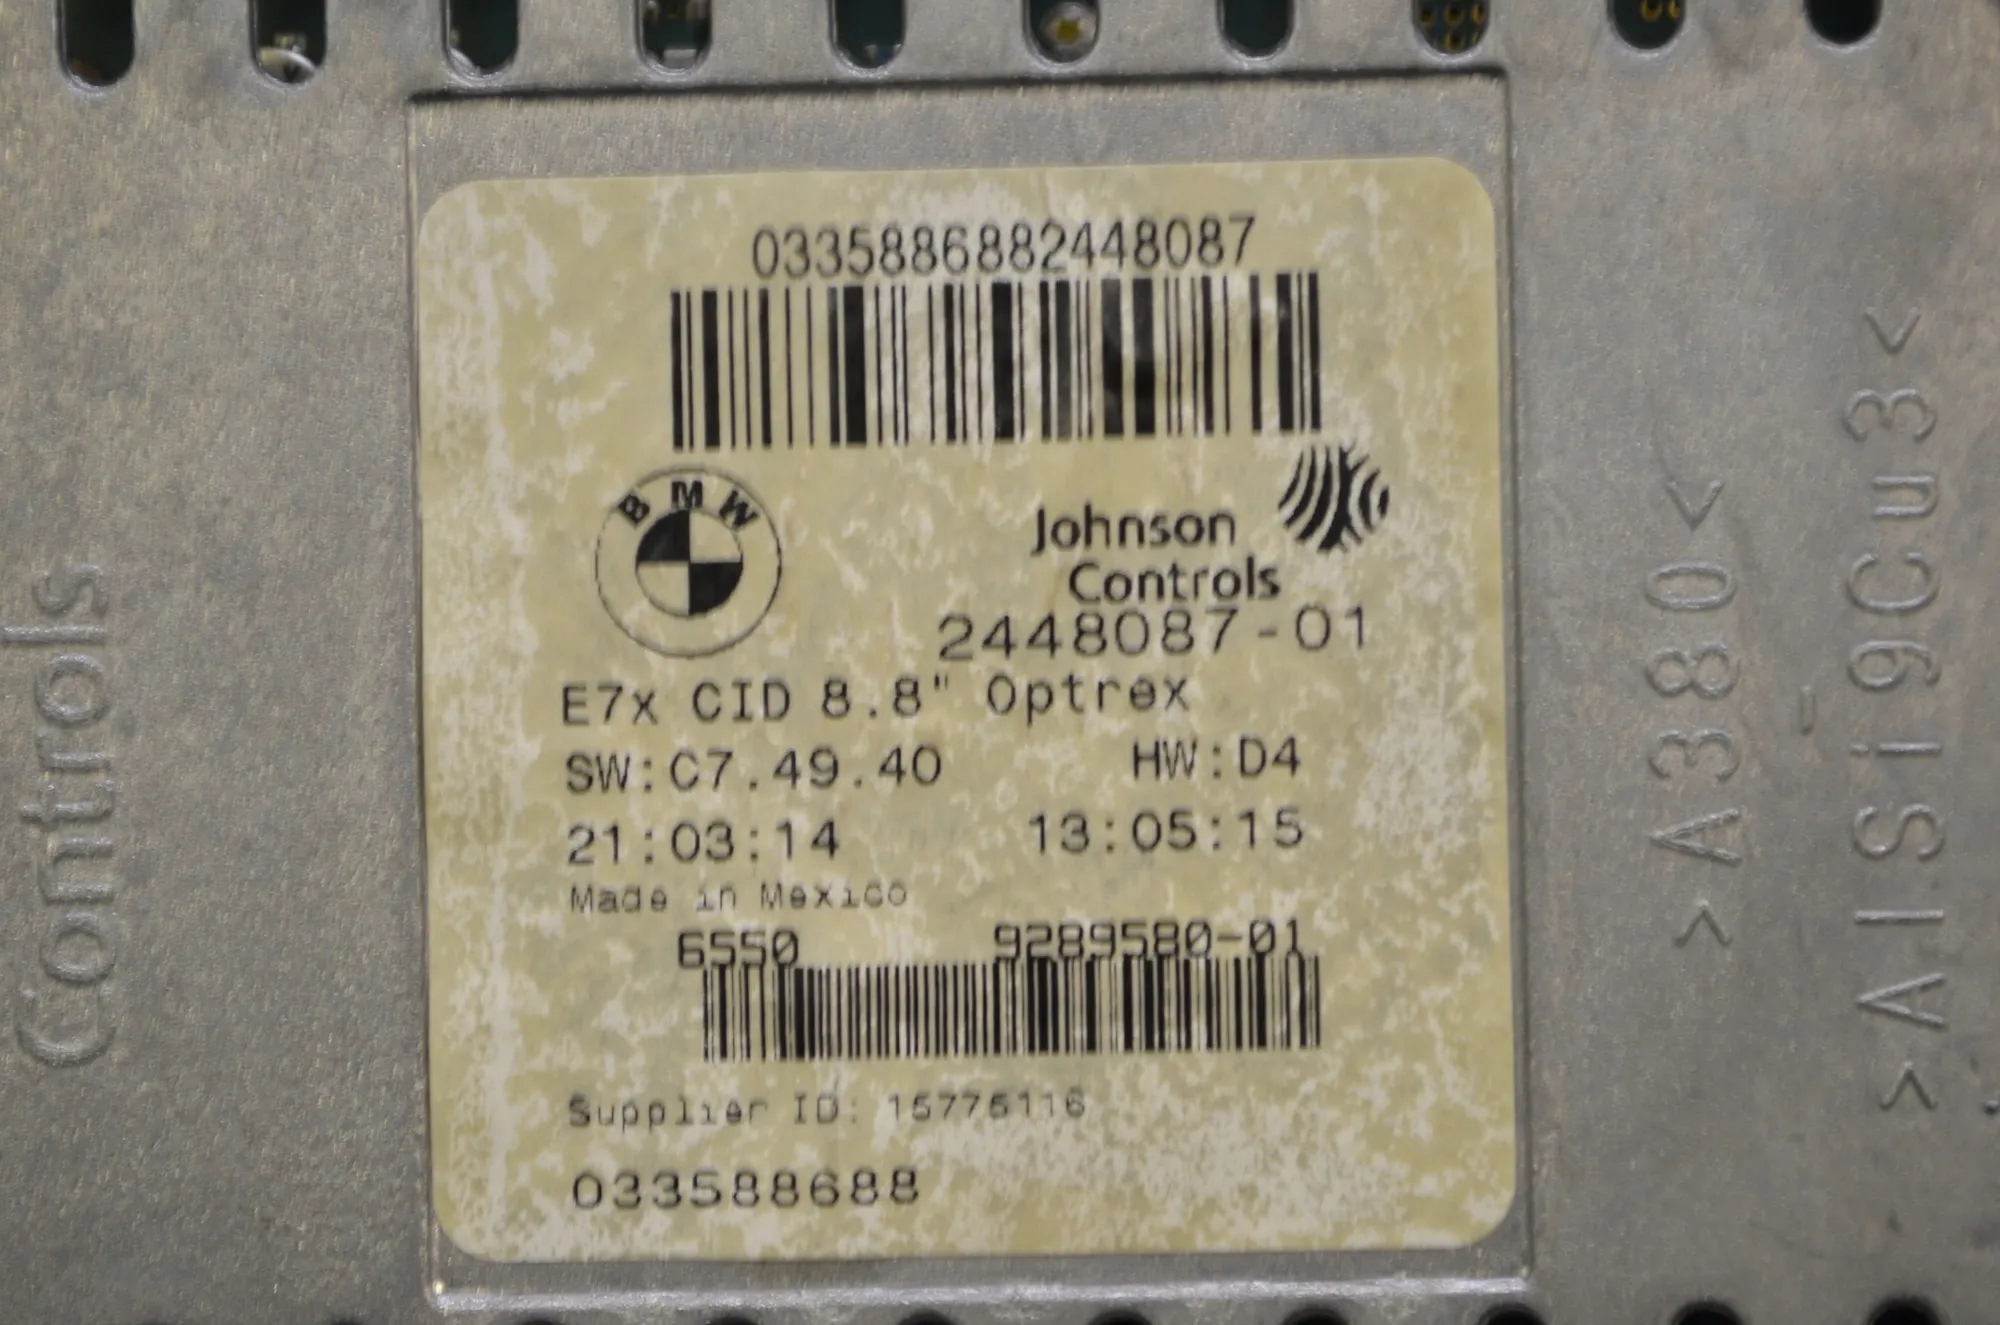 0335886882448087
BMW
Johnson
Controls
2448087-01
E7x CID 8.8" Optrex
SW:C7.49.40 HW:D4
21:03:14 13:05:15
Made in Mexico
6550 9289580-01
Supplier ID: 15775116
033588688
Controls
>A380<
>AlSi9Cu3<